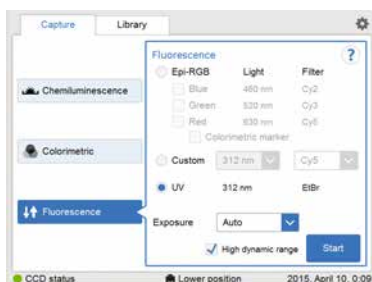 Capture Library
Fluorescence ?
Epi-RGB Light Filter
Blue 460 nm Cy2
Green 520 nm Cy3
Red 630 nm Cy5
Colorimetric marker
Custom 312 nm Cy5
UV 312 nm EtBr
Exposure Auto
High dynamic range Start
Chemiluminescence
Colorimetric
Fluorescence
CCD status Lower position 2015. April 10. 0:09